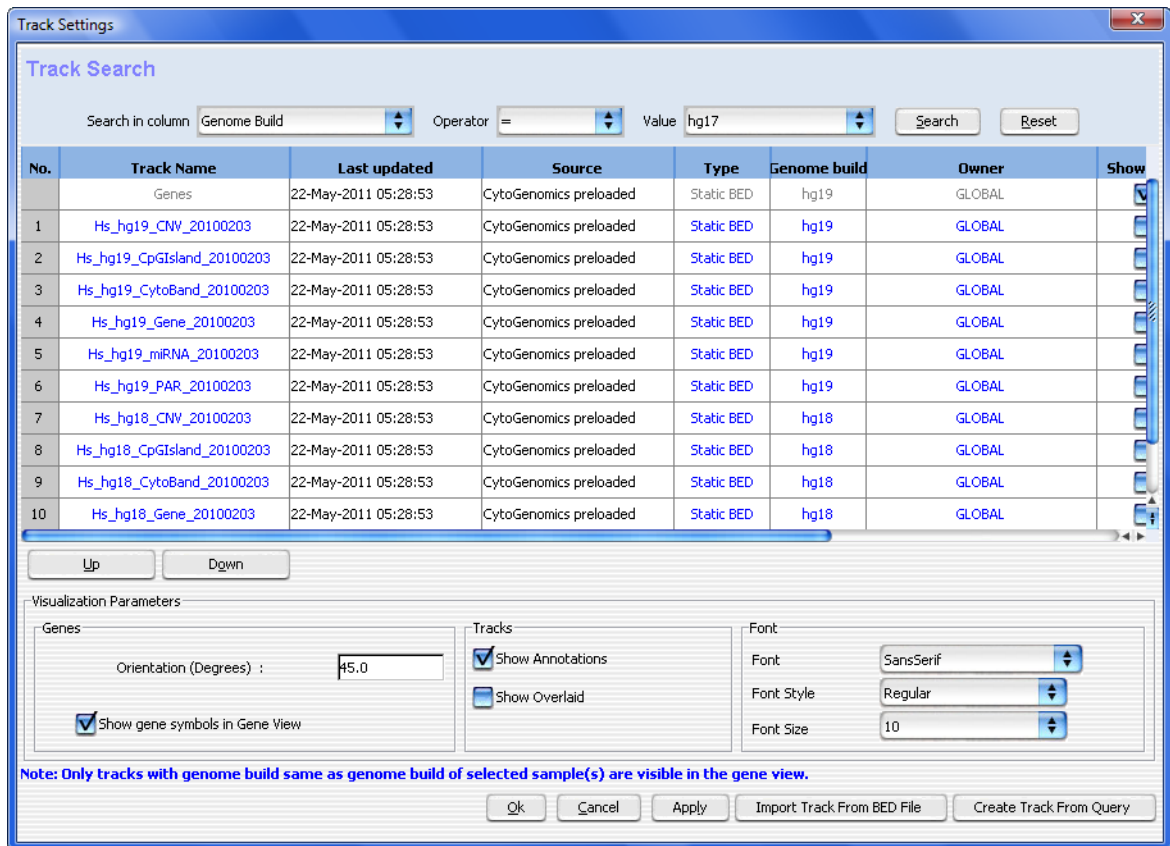 Track Settings
Track Search
Search in column Genome Build Operator = Value hg17 Search Reset
No. Track Name Last updated Source Type Genome build Owner Show
Genes 22-May-2011 05:28:53 CytoGenomics preloaded Static BED hg19 GLOBAL
1 Hs_hg19_CNV_20100203 22-May-2011 05:28:53 CytoGenomics preloaded Static BED hg19 GLOBAL
2 Hs_hg19_CpGIsland_20100203 22-May-2011 05:28:53 CytoGenomics preloaded Static BED hg19 GLOBAL
3 Hs_hg19_CytoBand_20100203 22-May-2011 05:28:53 CytoGenomics preloaded Static BED hg19 GLOBAL
4 Hs_hg19_Gene_20100203 22-May-2011 05:28:53 CytoGenomics preloaded Static BED hg19 GLOBAL
5 Hs_hg19_miRNA_20100203 22-May-2011 05:28:53 CytoGenomics preloaded Static BED hg19 GLOBAL
6 Hs_hg19_PAR_20100203 22-May-2011 05:28:53 CytoGenomics preloaded Static BED hg19 GLOBAL
7 Hs_hg18_CNV_20100203 22-May-2011 05:28:53 CytoGenomics preloaded Static BED hg18 GLOBAL
8 Hs_hg18_CpGIsland_20100203 22-May-2011 05:28:53 CytoGenomics preloaded Static BED hg18 GLOBAL
9 Hs_hg18_CytoBand_20100203 22-May-2011 05:28:53 CytoGenomics preloaded Static BED hg18 GLOBAL
10 Hs_hg18_Gene_20100203 22-May-2011 05:28:53 CytoGenomics preloaded Static BED hg18 GLOBAL
Up Down
Visualization Parameters
Genes
Orientation (Degrees) : 45.0
Show gene symbols in Gene View
Tracks
Show Annotations
Show Overlaid
Font
Font SansSerif
Font Style Regular
Font Size 10
Note: Only tracks with genome build same as genome build of selected sample(s) are visible in the gene view.
Ok Cancel Apply Import Track From BED File Create Track From Query